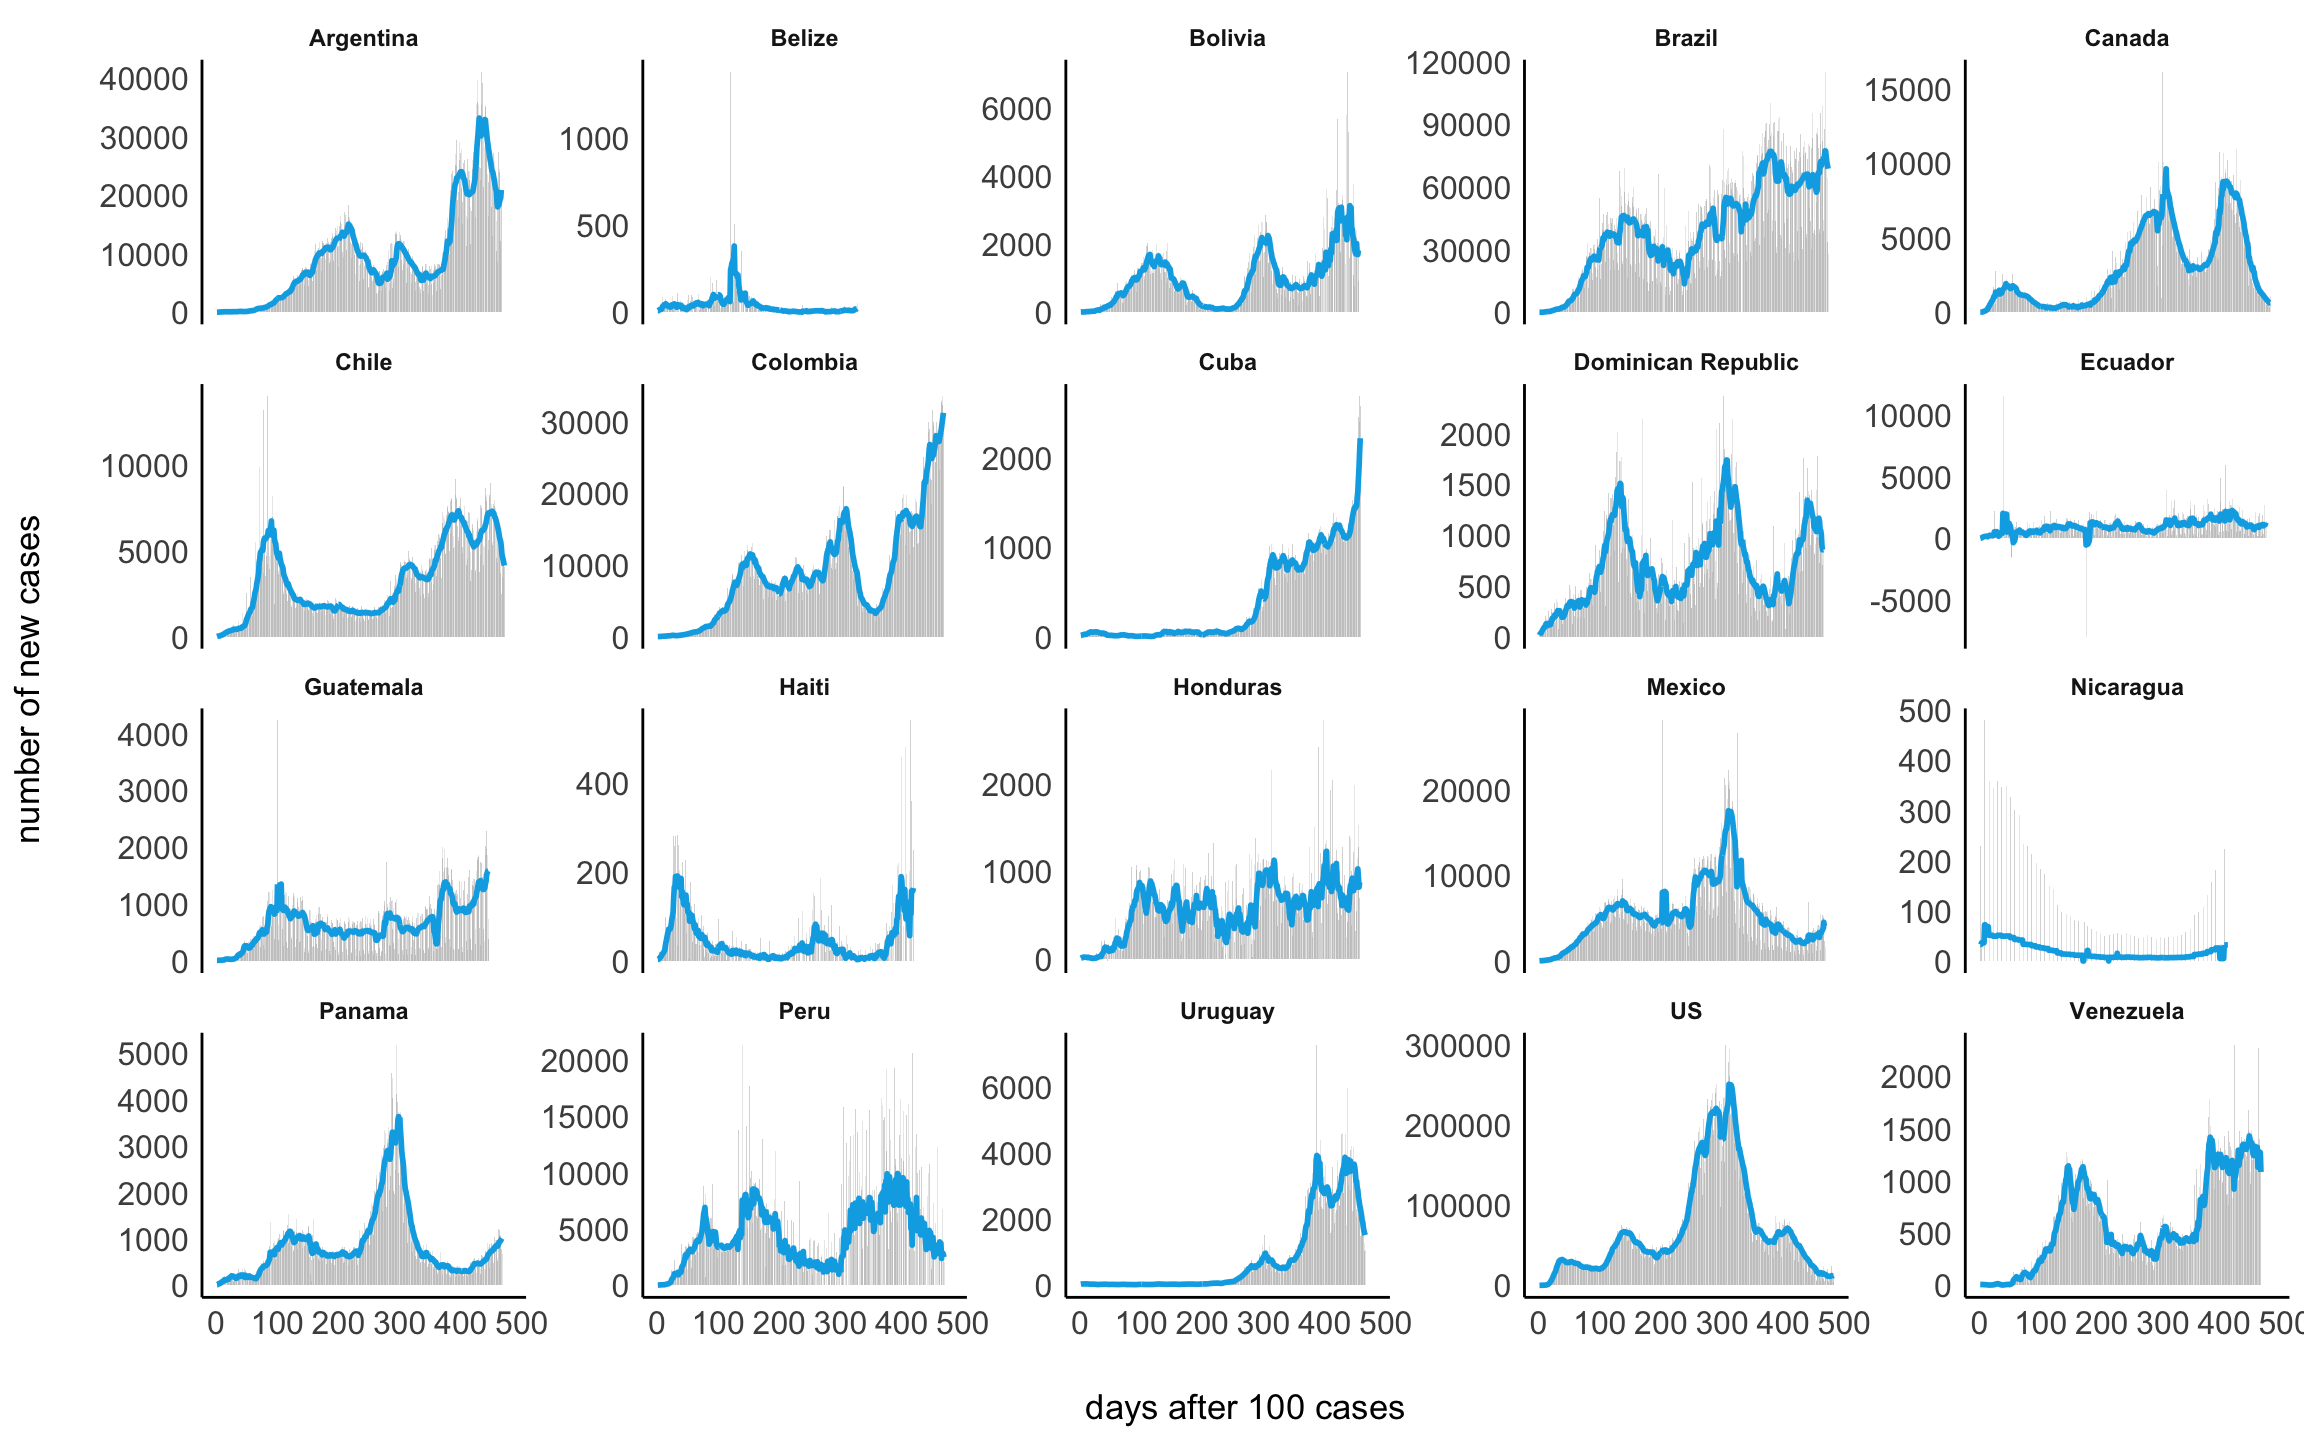 Argentina Belize Bolivia Brazil Canada
40000 30000 20000 10000 0
1000 500 0
6000 4000 2000 0
120000 90000 60000 30000 0
15000 10000 5000 0
Chile Colombia Cuba Dominican Republic Ecuador
10000 5000 0
30000 20000 10000 0
2000 1000 0
2000 1500 1000 500 0
10000 5000 0 -5000
number of new cases
Guatemala Haiti Honduras Mexico Nicaragua
4000 3000 2000 1000 0
400 200 0
2000 1000 0
20000 10000 0
500 400 300 200 100 0
Panama Peru Uruguay US Venezuela
5000 4000 3000 2000 1000 0
20000 15000 10000 5000 0
6000 4000 2000 0
300000 200000 100000 0
2000 1500 1000 500 0
0 100 200 300 400 500
0 100 200 300 400 500
0 100 200 300 400 500
0 100 200 300 400 500
0 100 200 300 400 500
days after 100 cases